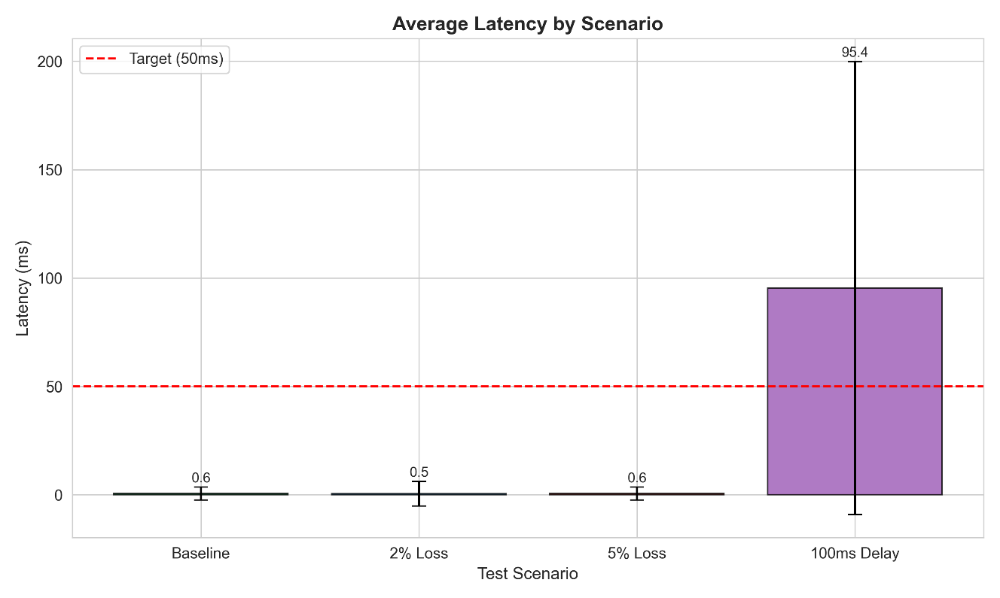 Average Latency by Scenario
Target (50ms)
200
150
100
50
0
Latency (ms)
0.6
0.5
0.6
95.4
Baseline
2% Loss
5% Loss
100ms Delay
Test Scenario